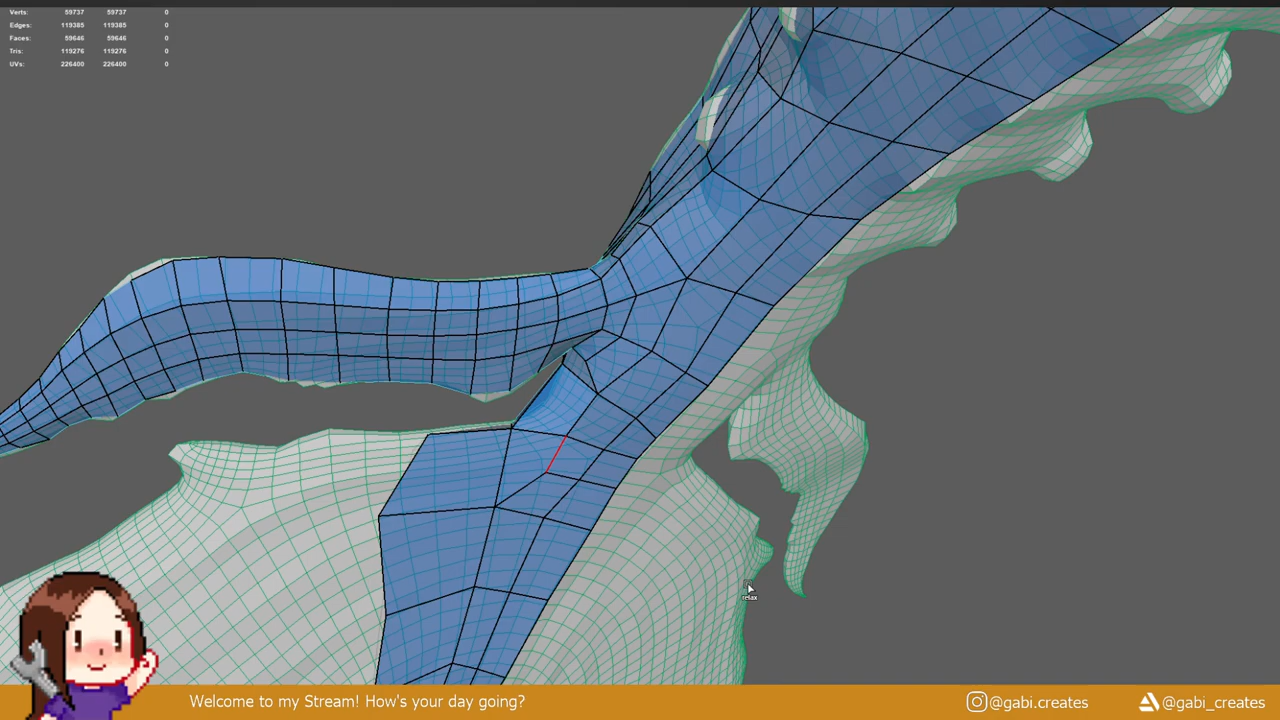 Verts: 59737 59737 0
Edges: 119385 119385 0
Faces: 59646 59646 0
Tris: 119276 119276 0
UVs: 226400 226400 0
relax
Welcome to my Stream! How's your day going?
@gabi.creates
@gabi_creates